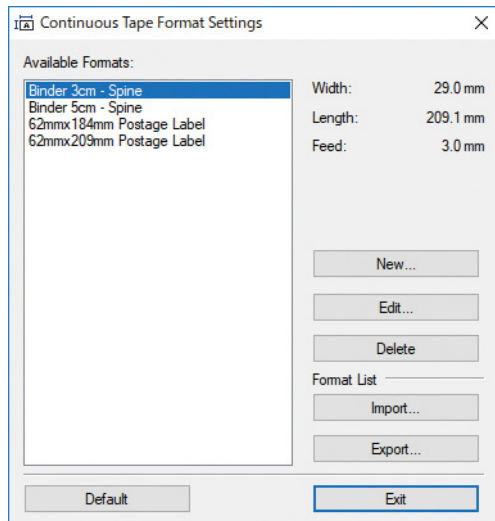 Continuous Tape Format Settings
Available Formats:
Binder 3cm - Spine
Binder 5cm - Spine
62mmx184mm Postage Label
62mmx209mm Postage Label
Width: 29.0 mm
Length: 209.1 mm
Feed: 3.0 mm
New...
Edit...
Delete
Format List
Import...
Export...
Default
Exit